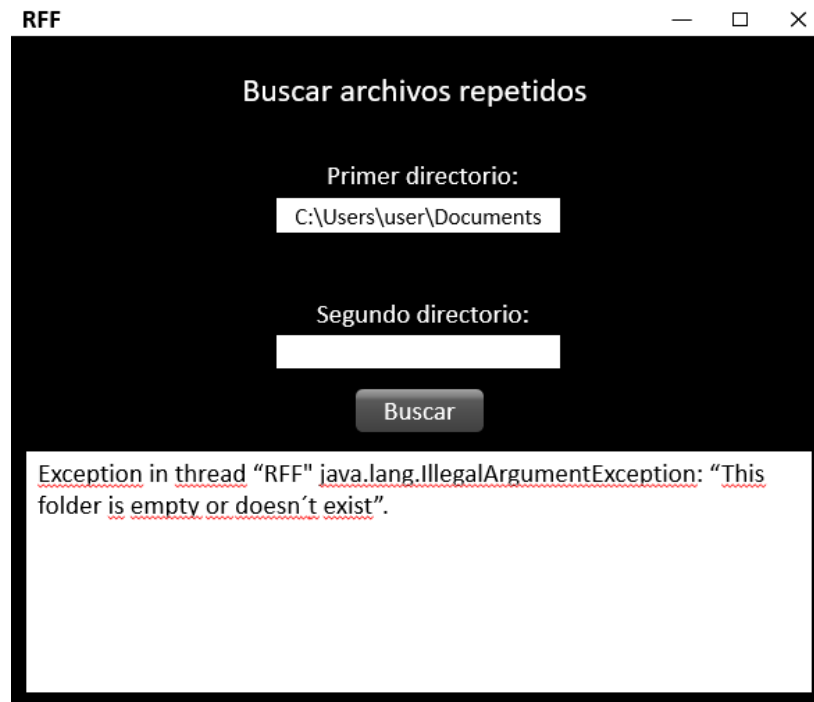 RFF
Buscar archivos repetidos
Primer directorio:
C:\Users\user\Documents
Segundo directorio:
Buscar
Exception in thread “RFF" java.lang.IllegalArgumentException: “This
folder is empty or doesn´t exist”.